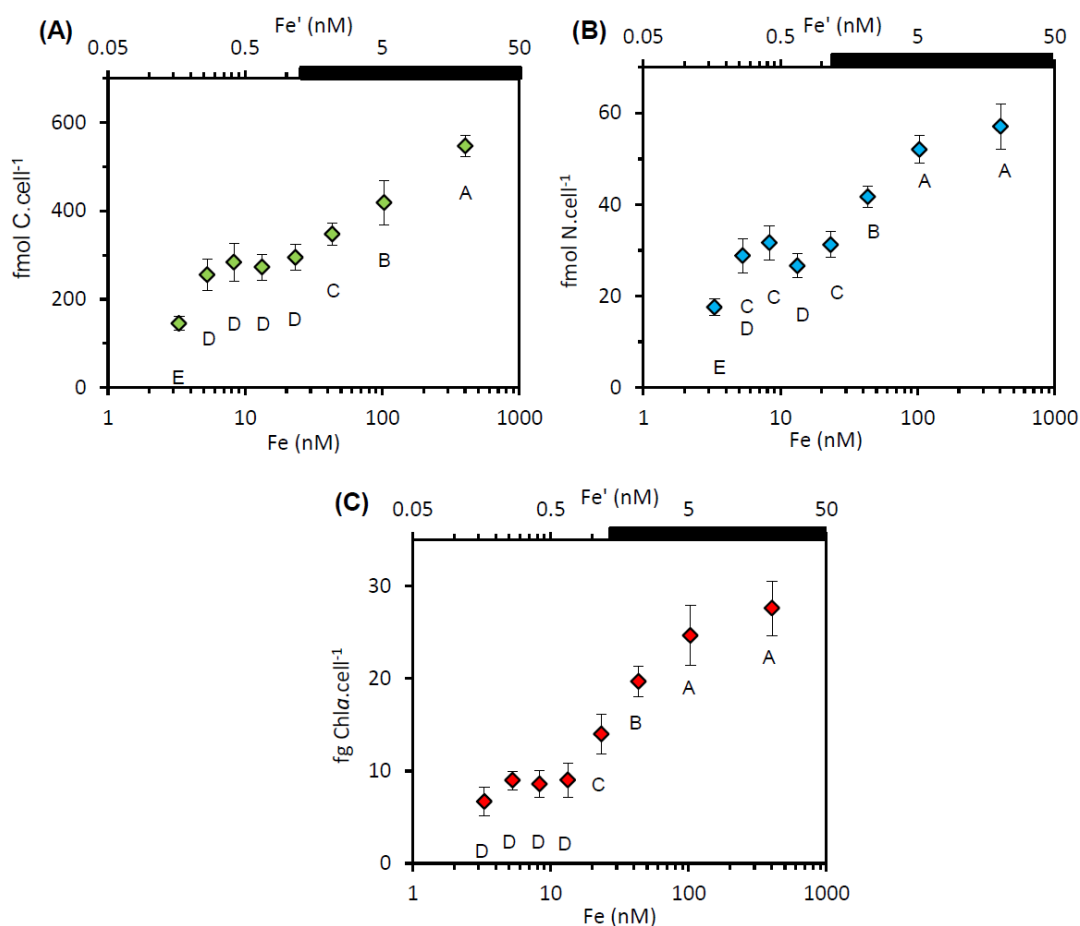 (A)
Fe' (nM)
0.05 0.5 5 50
600
400
200
0
fmol C.cell-1
E D D D D C B A
1 10 100 1000
Fe (nM)
(B)
Fe' (nM)
0.05 0.5 5 50
60
40
20
0
fmol N.cell-1
E C D C D C B A A
1 10 100 1000
Fe (nM)
(C)
Fe' (nM)
0.05 0.5 5 50
30
20
10
0
fg Chla.cell-1
D D D D C B A A
1 10 100 1000
Fe (nM)